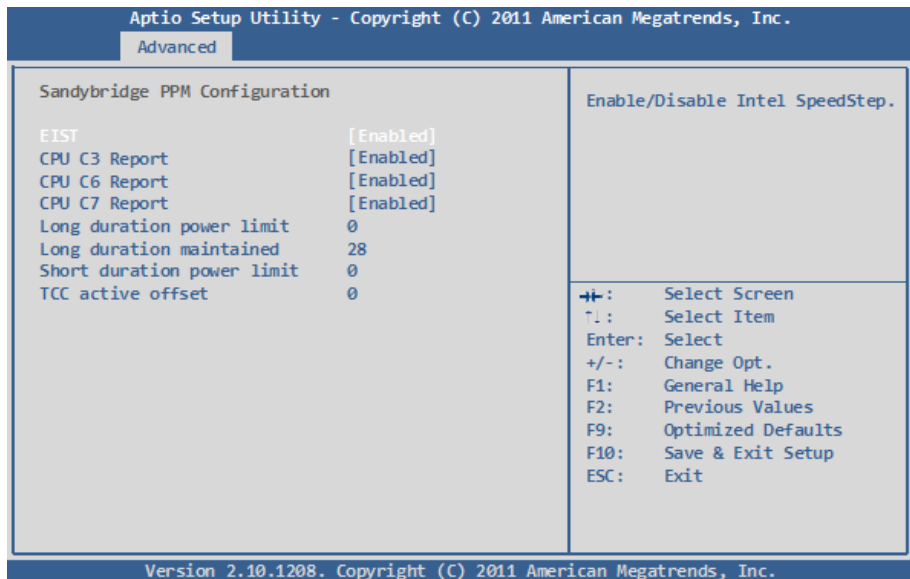 Aptio Setup Utility - Copyright (C) 2011 American Megatrends, Inc.
Advanced
Sandybridge PPM Configuration
EIST [Enabled]
CPU C3 Report [Enabled]
CPU C6 Report [Enabled]
CPU C7 Report [Enabled]
Long duration power limit 0
Long duration maintained 28
Short duration power limit 0
TCC active offset 0
Enable/Disable Intel SpeedStep.
→←: Select Screen
↑↓: Select Item
Enter: Select
+/-: Change Opt.
F1: General Help
F2: Previous Values
F9: Optimized Defaults
F10: Save & Exit Setup
ESC: Exit
Version 2.10.1208. Copyright (C) 2011 American Megatrends, Inc.